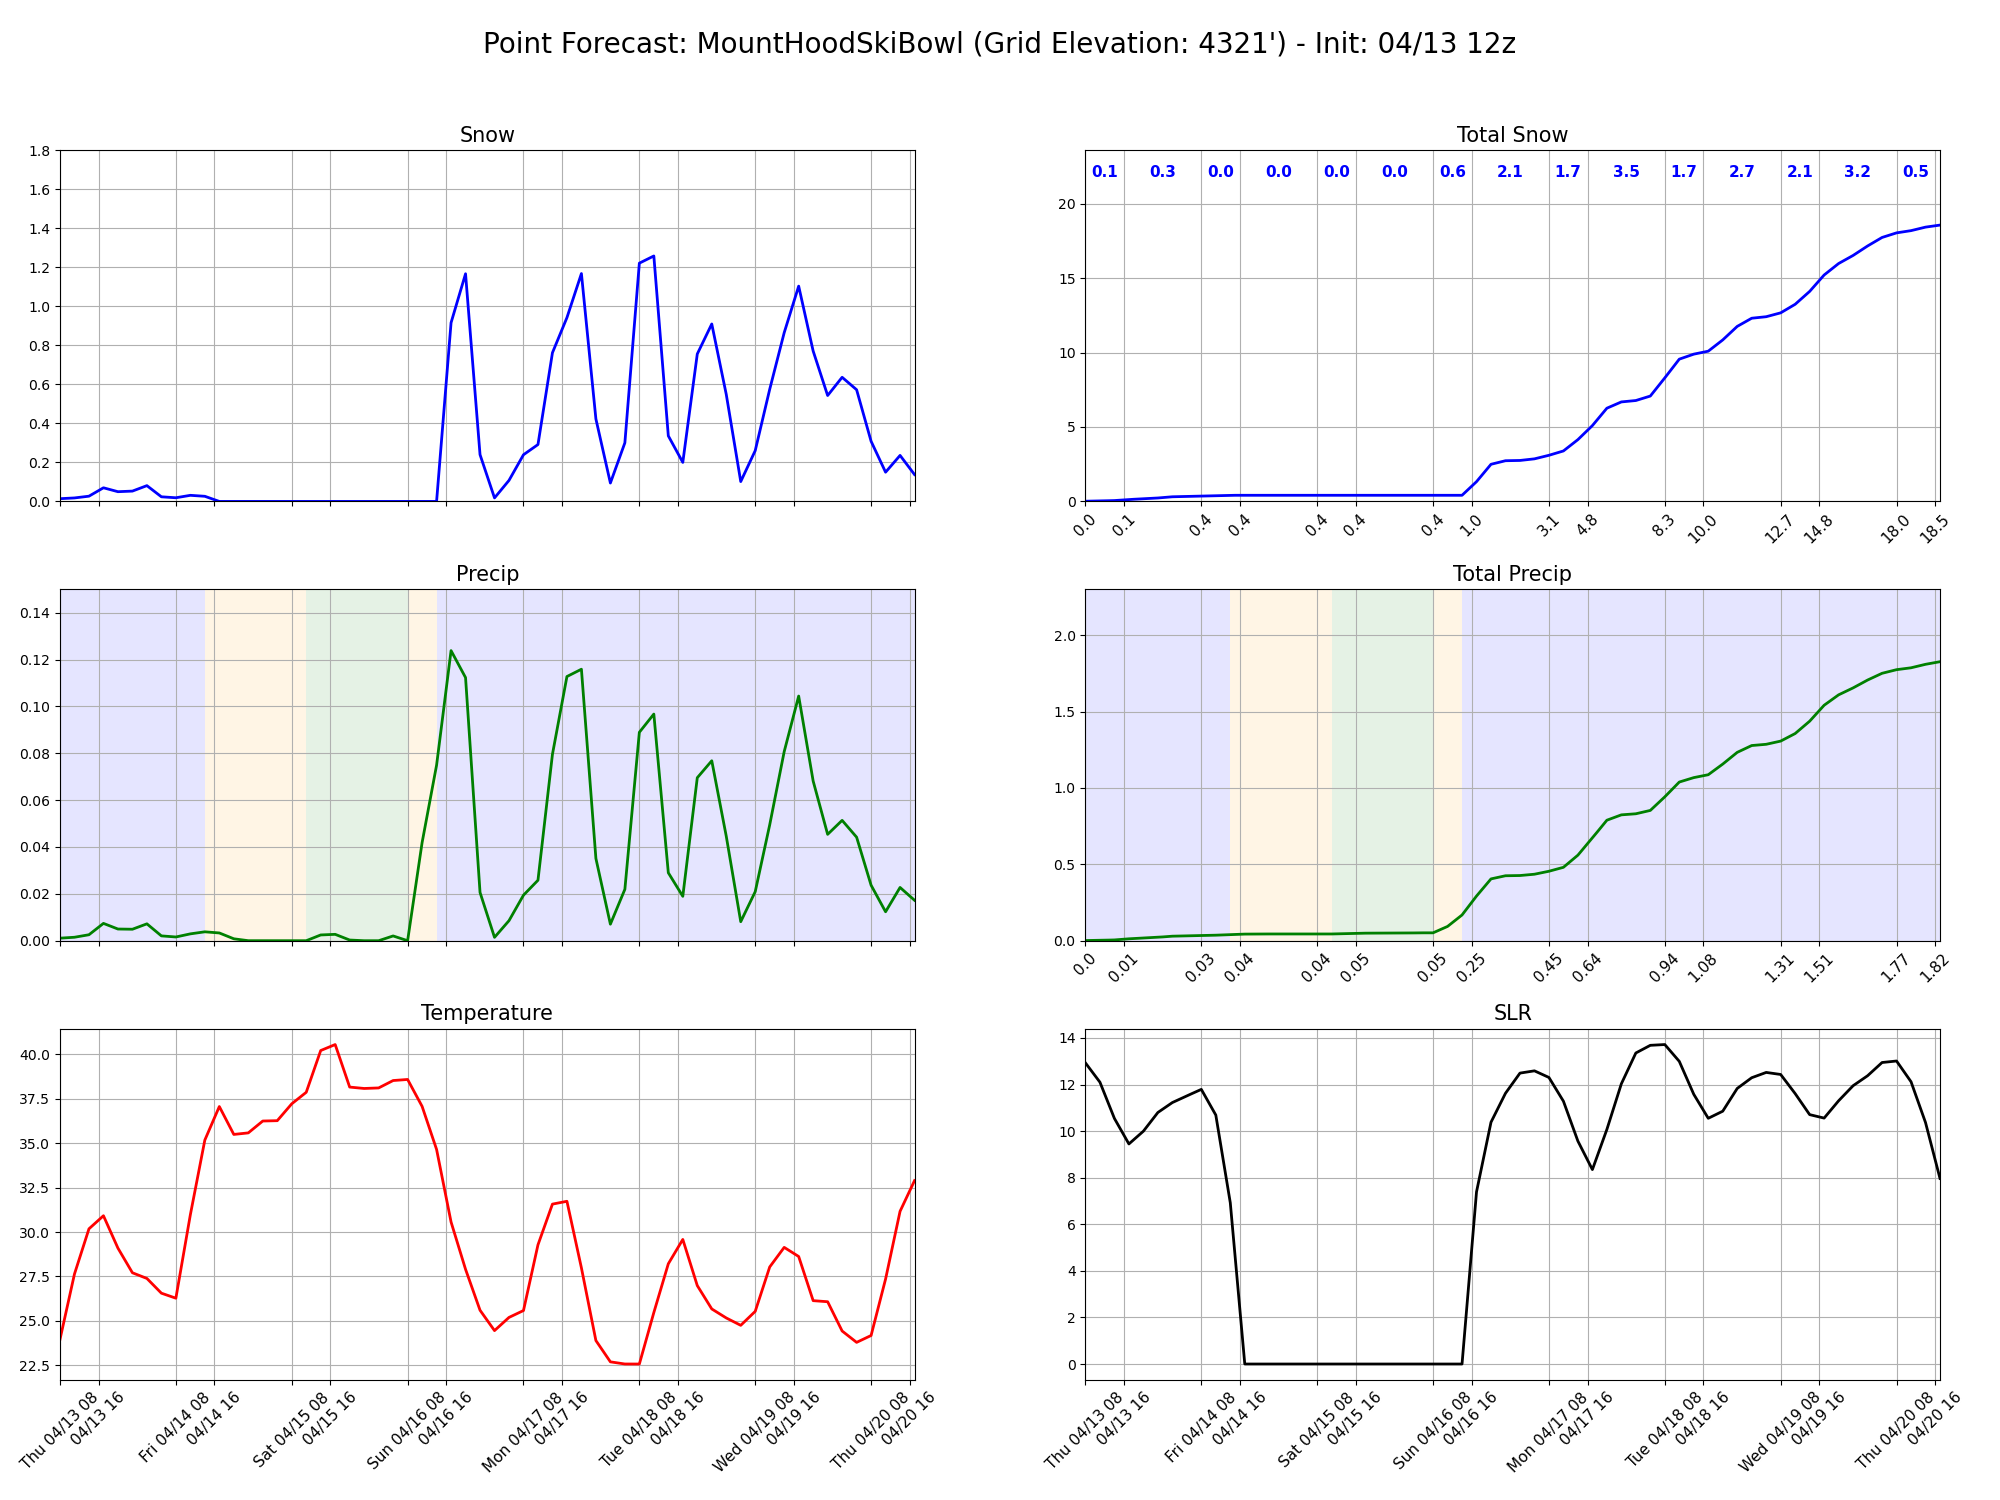 Point Forecast: MountHoodSkiBowl (Grid Elevation: 4321') - Init: 04/13 12z
Snow
1.8
1.6
1.4
1.2
1.0
0.8
0.6
0.4
0.2
0.0
Total Snow
0.1 0.3 0.0 0.0 0.0 0.0 0.6 2.1 1.7 3.5 1.7 2.7 2.1 3.2 0.5
20
15
10
5
0
0.0 0.1 0.4 0.4 0.4 0.4 0.4 1.0 3.1 4.8 8.3 10.0 12.7 14.8 18.0 18.5
Precip
0.14
0.12
0.10
0.08
0.06
0.04
0.02
0.00
Total Precip
2.0
1.5
1.0
0.5
0.0
0.0 0.01 0.03 0.04 0.04 0.05 0.05 0.25 0.45 0.64 0.94 1.08 1.31 1.51 1.77 1.82
Temperature
40.0
37.5
35.0
32.5
30.0
27.5
25.0
22.5
Thu 04/13 08
04/13 16
Fri 04/14 08
04/14 16
Sat 04/15 08
04/15 16
Sun 04/16 08
04/16 16
Mon 04/17 08
04/17 16
Tue 04/18 08
04/18 16
Wed 04/19 08
04/19 16
Thu 04/20 08
04/20 16
SLR
14
12
10
8
6
4
2
0
Thu 04/13 08
04/13 16
Fri 04/14 08
04/14 16
Sat 04/15 08
04/15 16
Sun 04/16 08
04/16 16
Mon 04/17 08
04/17 16
Tue 04/18 08
04/18 16
Wed 04/19 08
04/19 16
Thu 04/20 08
04/20 16